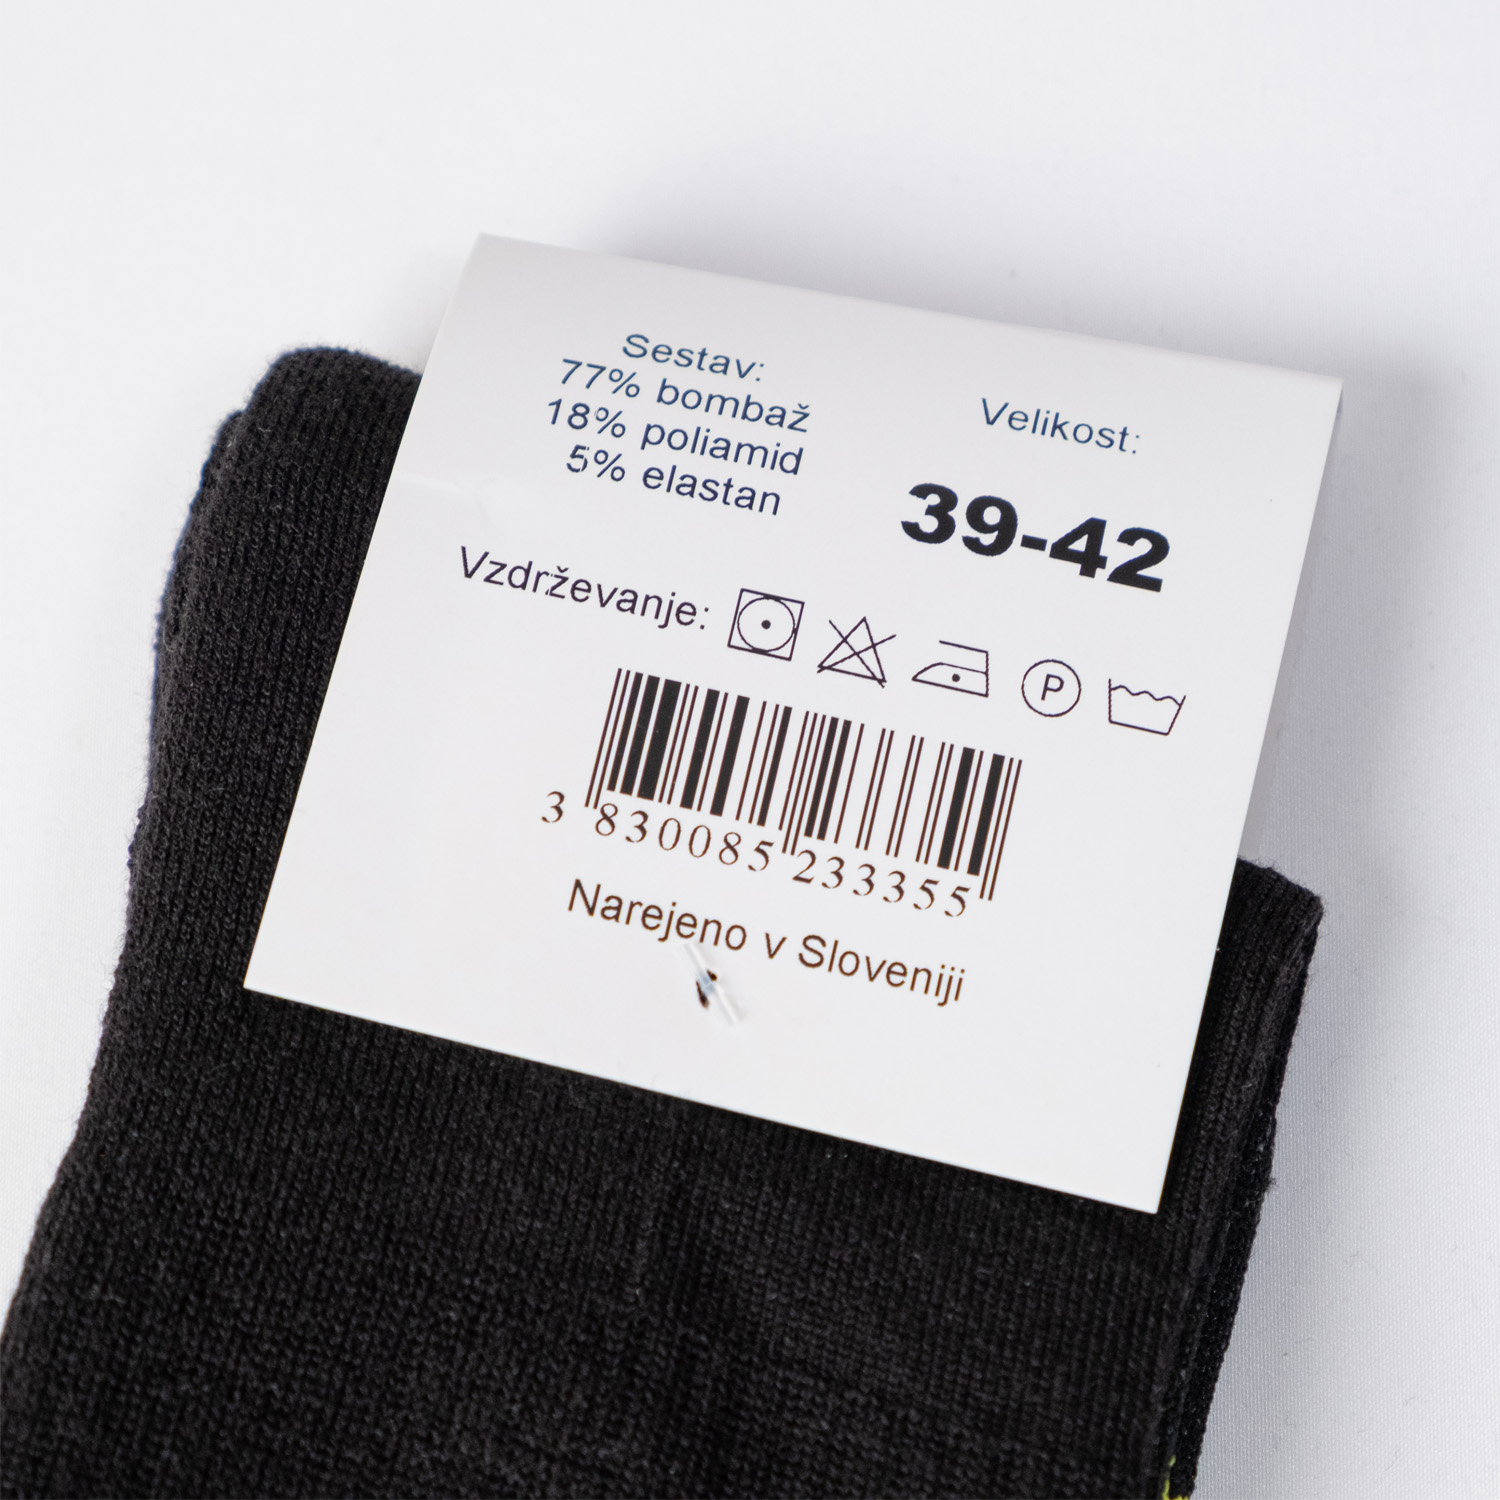 Sestav:
77% bombaž
18% poliamid
5% elastan
Velikost:
39-42
Vzdrževanje:
P
3 830085 233355
Narejeno v Sloveniji